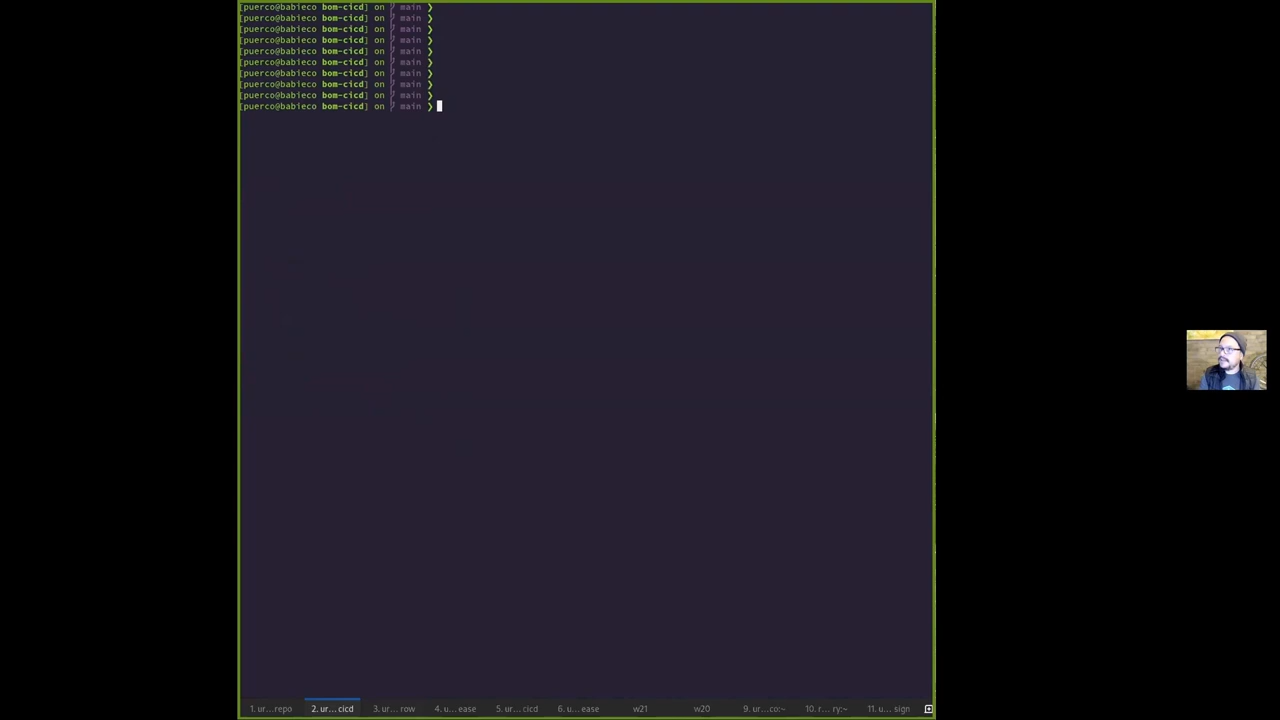 [puerco@babieco bom-cicd] on main ❯
[puerco@babieco bom-cicd] on main ❯
[puerco@babieco bom-cicd] on main ❯
[puerco@babieco bom-cicd] on main ❯
[puerco@babieco bom-cicd] on main ❯
[puerco@babieco bom-cicd] on main ❯
[puerco@babieco bom-cicd] on main ❯
[puerco@babieco bom-cicd] on main ❯
[puerco@babieco bom-cicd] on main ❯
[puerco@babieco bom-cicd] on main ❯
1. ur…repo 2. ur… cicd 3. ur… row 4. u… ease 5. ur…cicd 6. u… ease w21 w20 9. ur…co:~ 10. r… ry:~ 11. u… sign